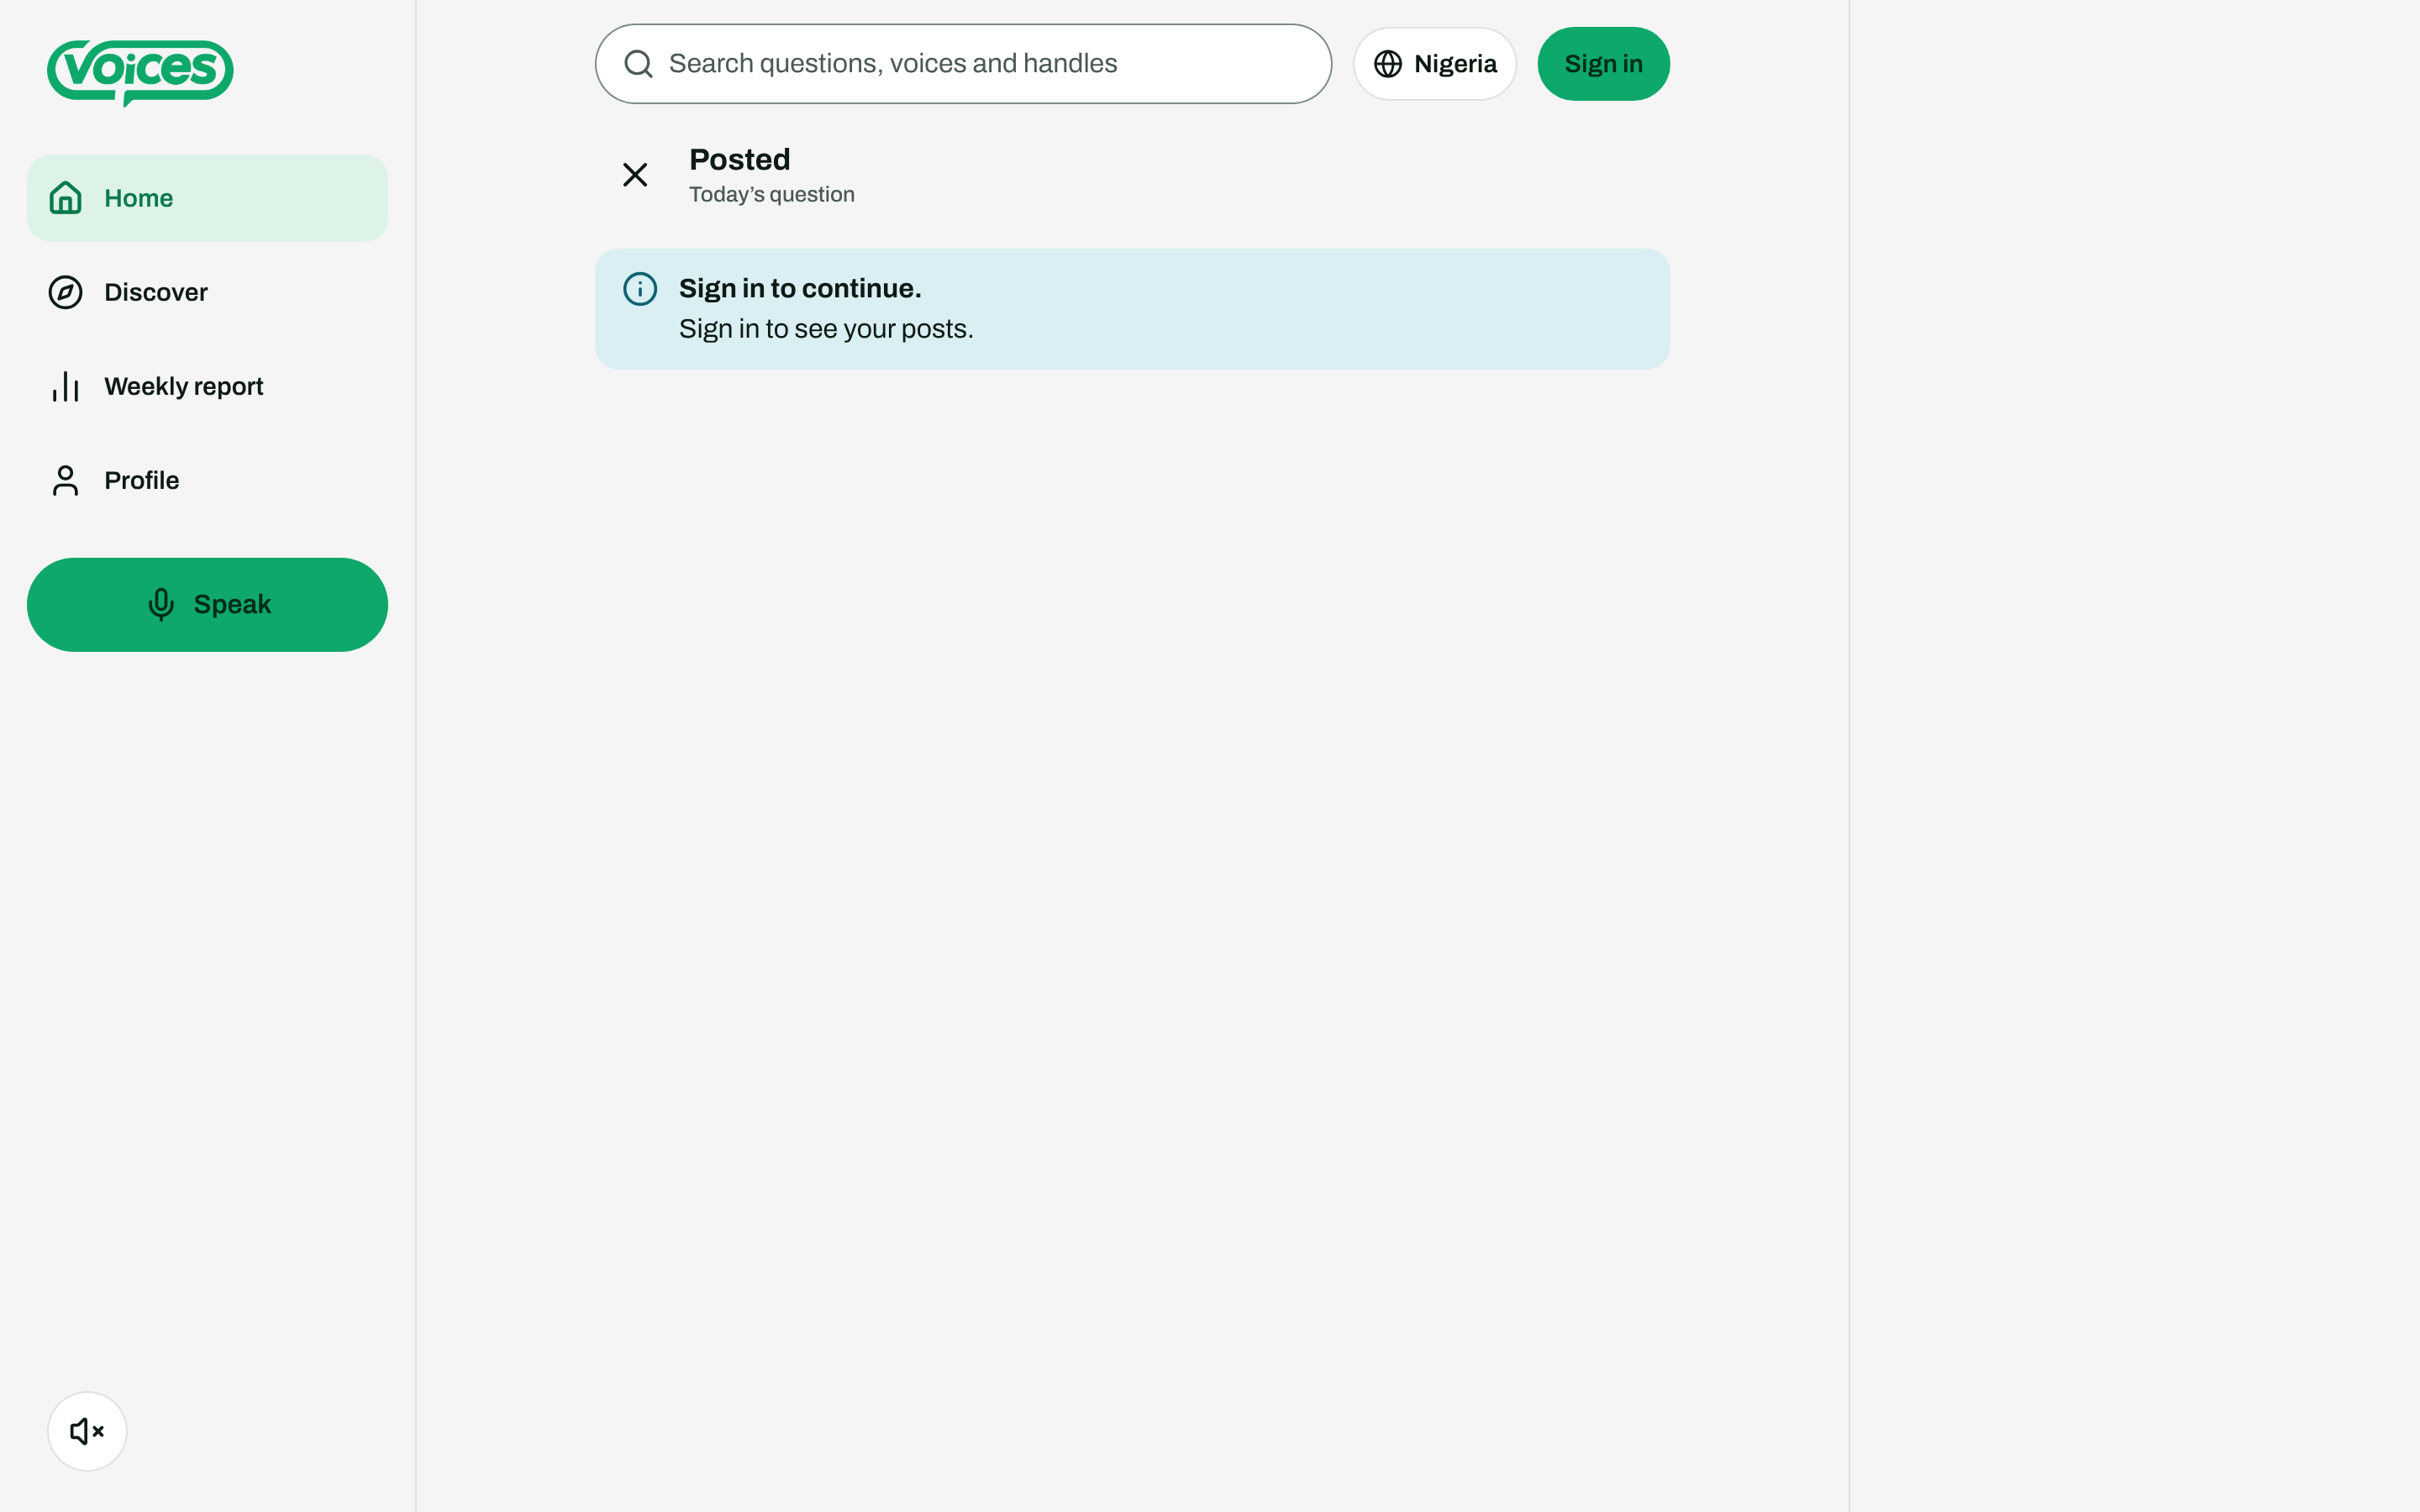 voices
Search questions, voices and handles
Nigeria
Sign in
Posted
Today’s question
Home
Sign in to continue.
Sign in to see your posts.
Discover
Weekly report
Profile
Speak